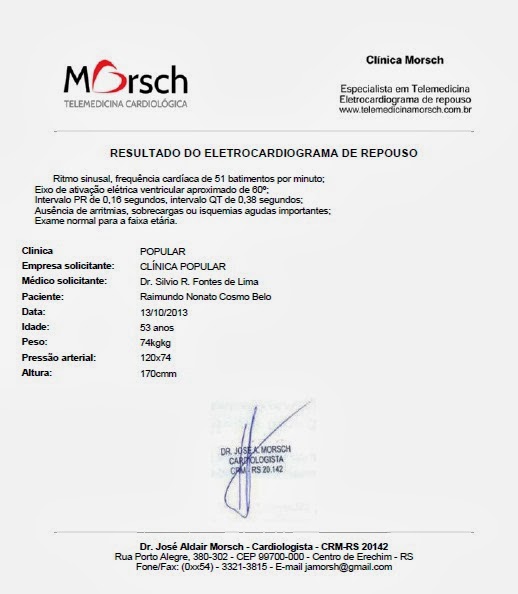 Morsch
TELEMEDICINA CARDIOLÓGICA
Clínica Morsch
Especialista em Telemedicina
Eletrocardiograma de repouso
www.telemedicinamorsch.com.br
RESULTADO DO ELETROCARDIOGRAMA DE REPOUSO
Ritmo sinusal, frequência cardíaca de 51 batimentos por minuto;
Eixo de ativação elétrica ventricular aproximado de 60º;
Intervalo PR de 0,16 segundos, intervalo QT de 0,38 segundos;
Ausência de arritmias, sobrecargas ou isquemias agudas importantes;
Exame normal para a faixa etária.
Clínica POPULAR
Empresa solicitante: CLÍNICA POPULAR
Médico solicitante: Dr. Silvio R. Fontes de Lima
Paciente: Raimundo Nonato Cosmo Belo
Data: 13/10/2013
Idade: 53 anos
Peso: 74kgkg
Pressão arterial: 120x74
Altura: 170cmm
DR. JOSÉ A. MORSCH
CARDIOLOGISTA
CRM - RS 20.142
Dr. José Aldair Morsch - Cardiologista - CRM-RS 20142
Rua Porto Alegre, 380-302 - CEP 99700-000 - Centro de Erechim - RS
Fone/Fax: (0xx54) - 3321-3815 - E-mail jamorsh@gmail.com